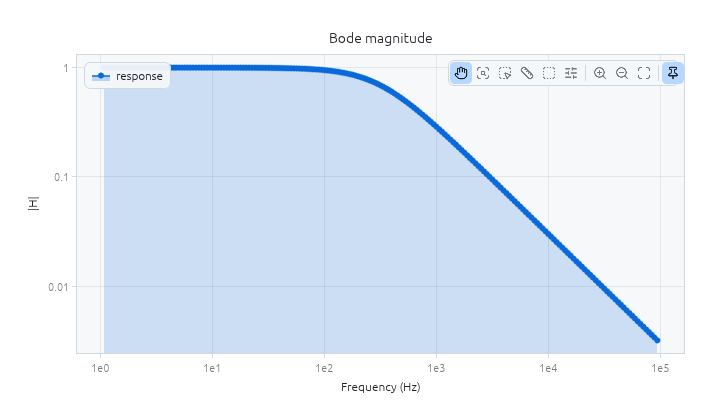 Bode magnitude
response
1
0.1
0.01
|H|
1e0 1e1 1e2 1e3 1e4 1e5
Frequency (Hz)